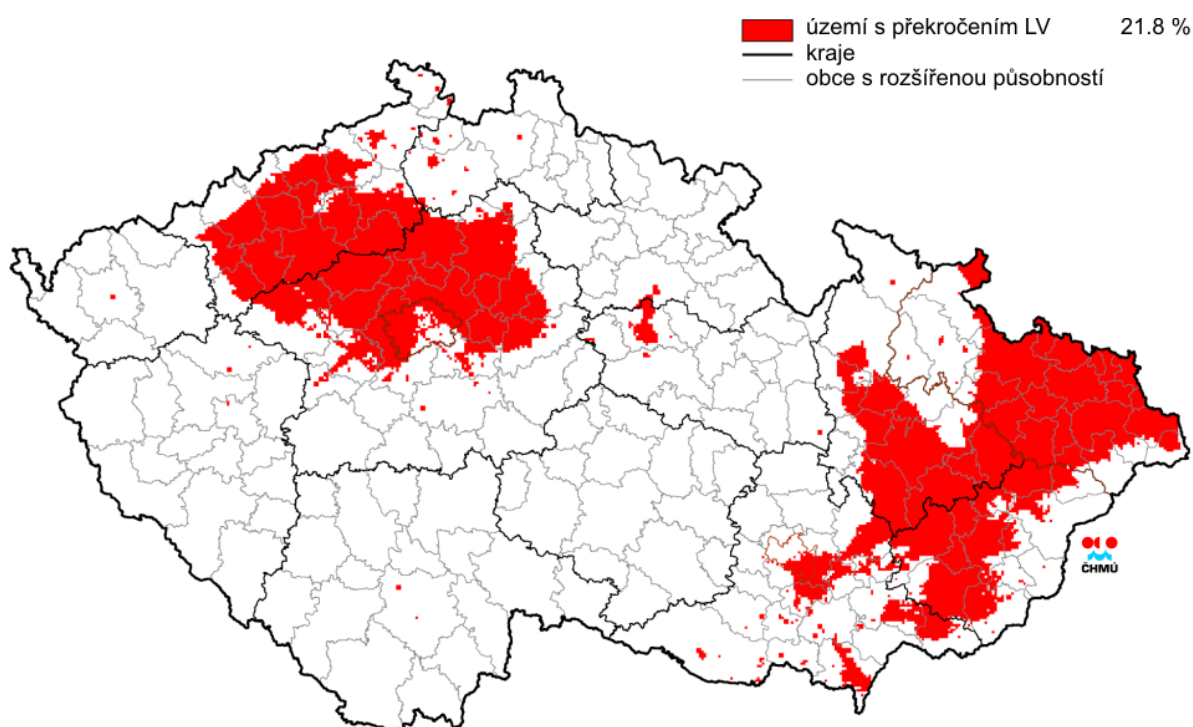 území s překročením LV 21.8 %
kraje
obce s rozšířenou působností
ČHMÚ